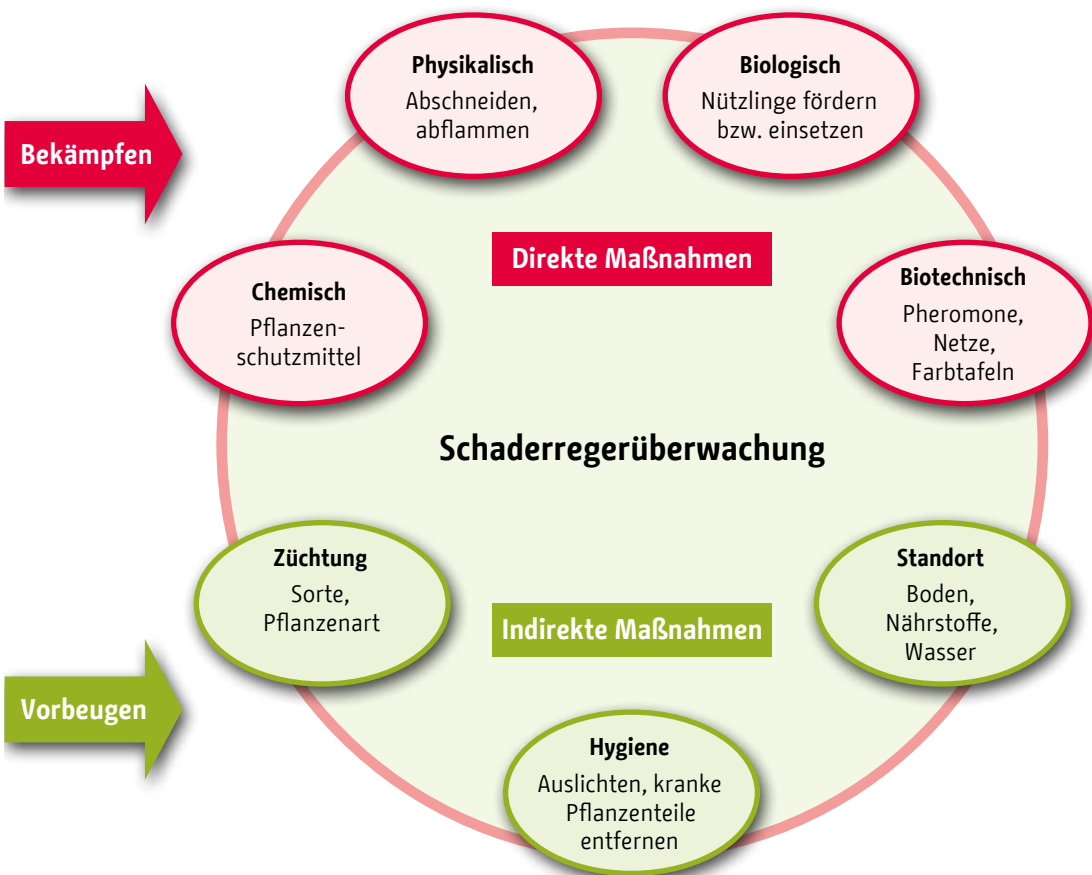 Physikalisch
Abschneiden,
abflammen
Biologisch
Nützlinge fördern
bzw. einsetzen
Bekämpfen
Direkte Maßnahmen
Chemisch
Pflanzen-
schutzmittel
Biotechnisch
Pheromone,
Netze,
Farbtafeln
Schaderregerüberwachung
Züchtung
Sorte,
Pflanzenart
Standort
Boden,
Nährstoffe,
Wasser
Indirekte Maßnahmen
Vorbeugen
Hygiene
Auslichten, kranke
Pflanzenteile
entfernen